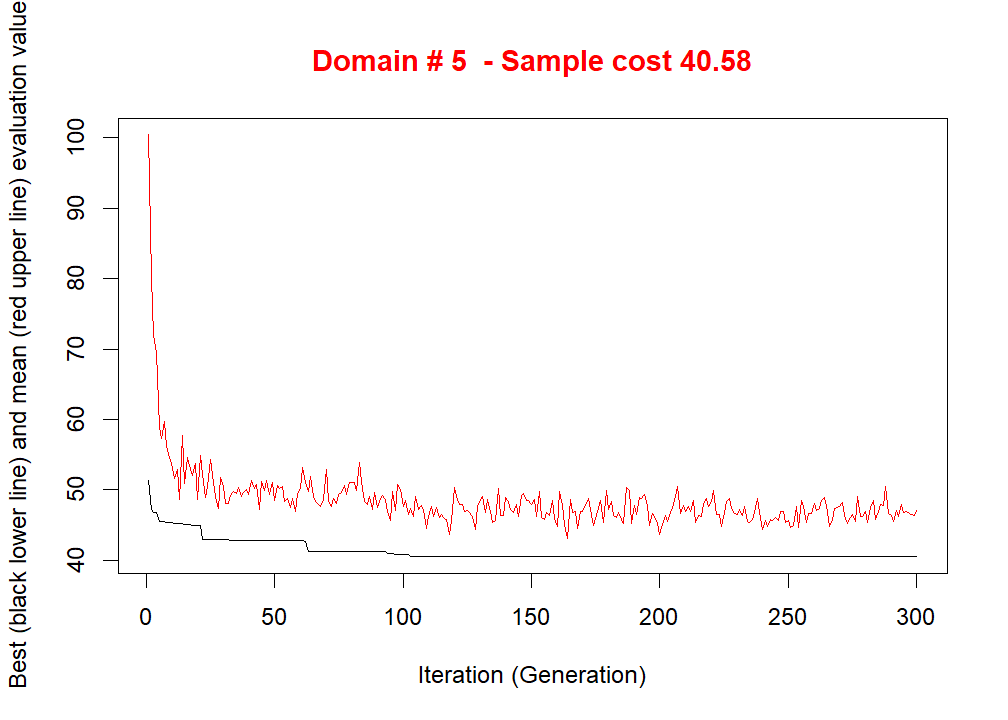 Domain # 5  - Sample cost 40.58
Best (black lower line) and mean (red upper line) evaluation value
100
90
80
70
60
50
40
0 50 100 150 200 250 300
Iteration (Generation)